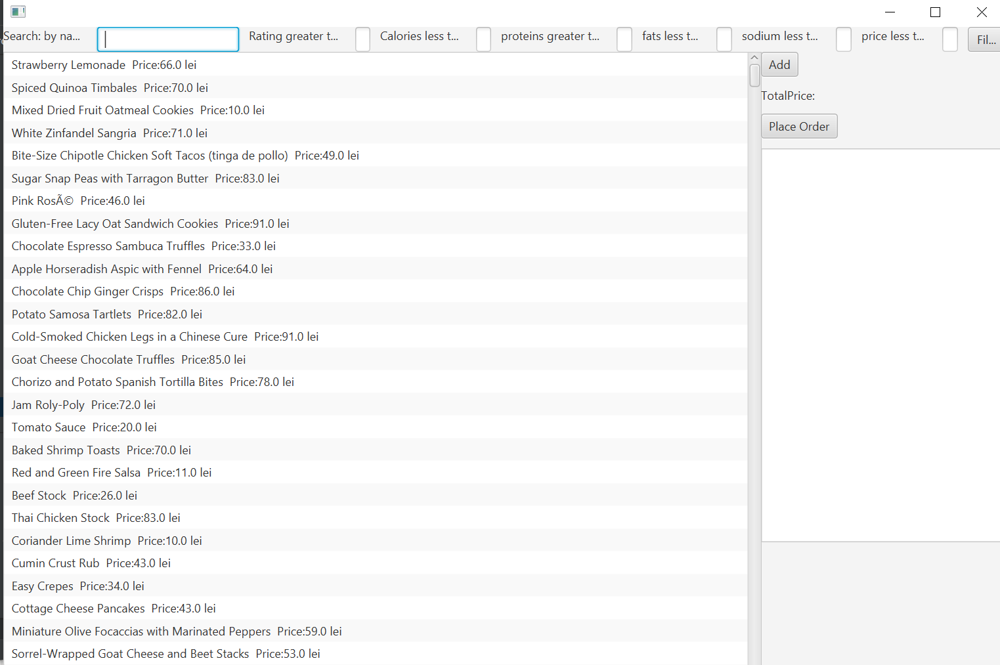 Search: by na... Rating greater t... Calories less t... proteins greater t... fats less t... sodium less t... price less t... Fil...
Strawberry Lemonade  Price:66.0 lei
Spiced Quinoa Timbales  Price:70.0 lei
Mixed Dried Fruit Oatmeal Cookies  Price:10.0 lei
White Zinfandel Sangria  Price:71.0 lei
Bite-Size Chipotle Chicken Soft Tacos (tinga de pollo)  Price:49.0 lei
Sugar Snap Peas with Tarragon Butter  Price:83.0 lei
Pink RosÃ©  Price:46.0 lei
Gluten-Free Lacy Oat Sandwich Cookies  Price:91.0 lei
Chocolate Espresso Sambuca Truffles  Price:33.0 lei
Apple Horseradish Aspic with Fennel  Price:64.0 lei
Chocolate Chip Ginger Crisps  Price:86.0 lei
Potato Samosa Tartlets  Price:82.0 lei
Cold-Smoked Chicken Legs in a Chinese Cure  Price:91.0 lei
Goat Cheese Chocolate Truffles  Price:85.0 lei
Chorizo and Potato Spanish Tortilla Bites  Price:78.0 lei
Jam Roly-Poly  Price:72.0 lei
Tomato Sauce  Price:20.0 lei
Baked Shrimp Toasts  Price:70.0 lei
Red and Green Fire Salsa  Price:11.0 lei
Beef Stock  Price:26.0 lei
Thai Chicken Stock  Price:83.0 lei
Coriander Lime Shrimp  Price:10.0 lei
Cumin Crust Rub  Price:43.0 lei
Easy Crepes  Price:34.0 lei
Cottage Cheese Pancakes  Price:43.0 lei
Miniature Olive Focaccias with Marinated Peppers  Price:59.0 lei
Sorrel-Wrapped Goat Cheese and Beet Stacks  Price:53.0 lei
Add
TotalPrice:
Place Order